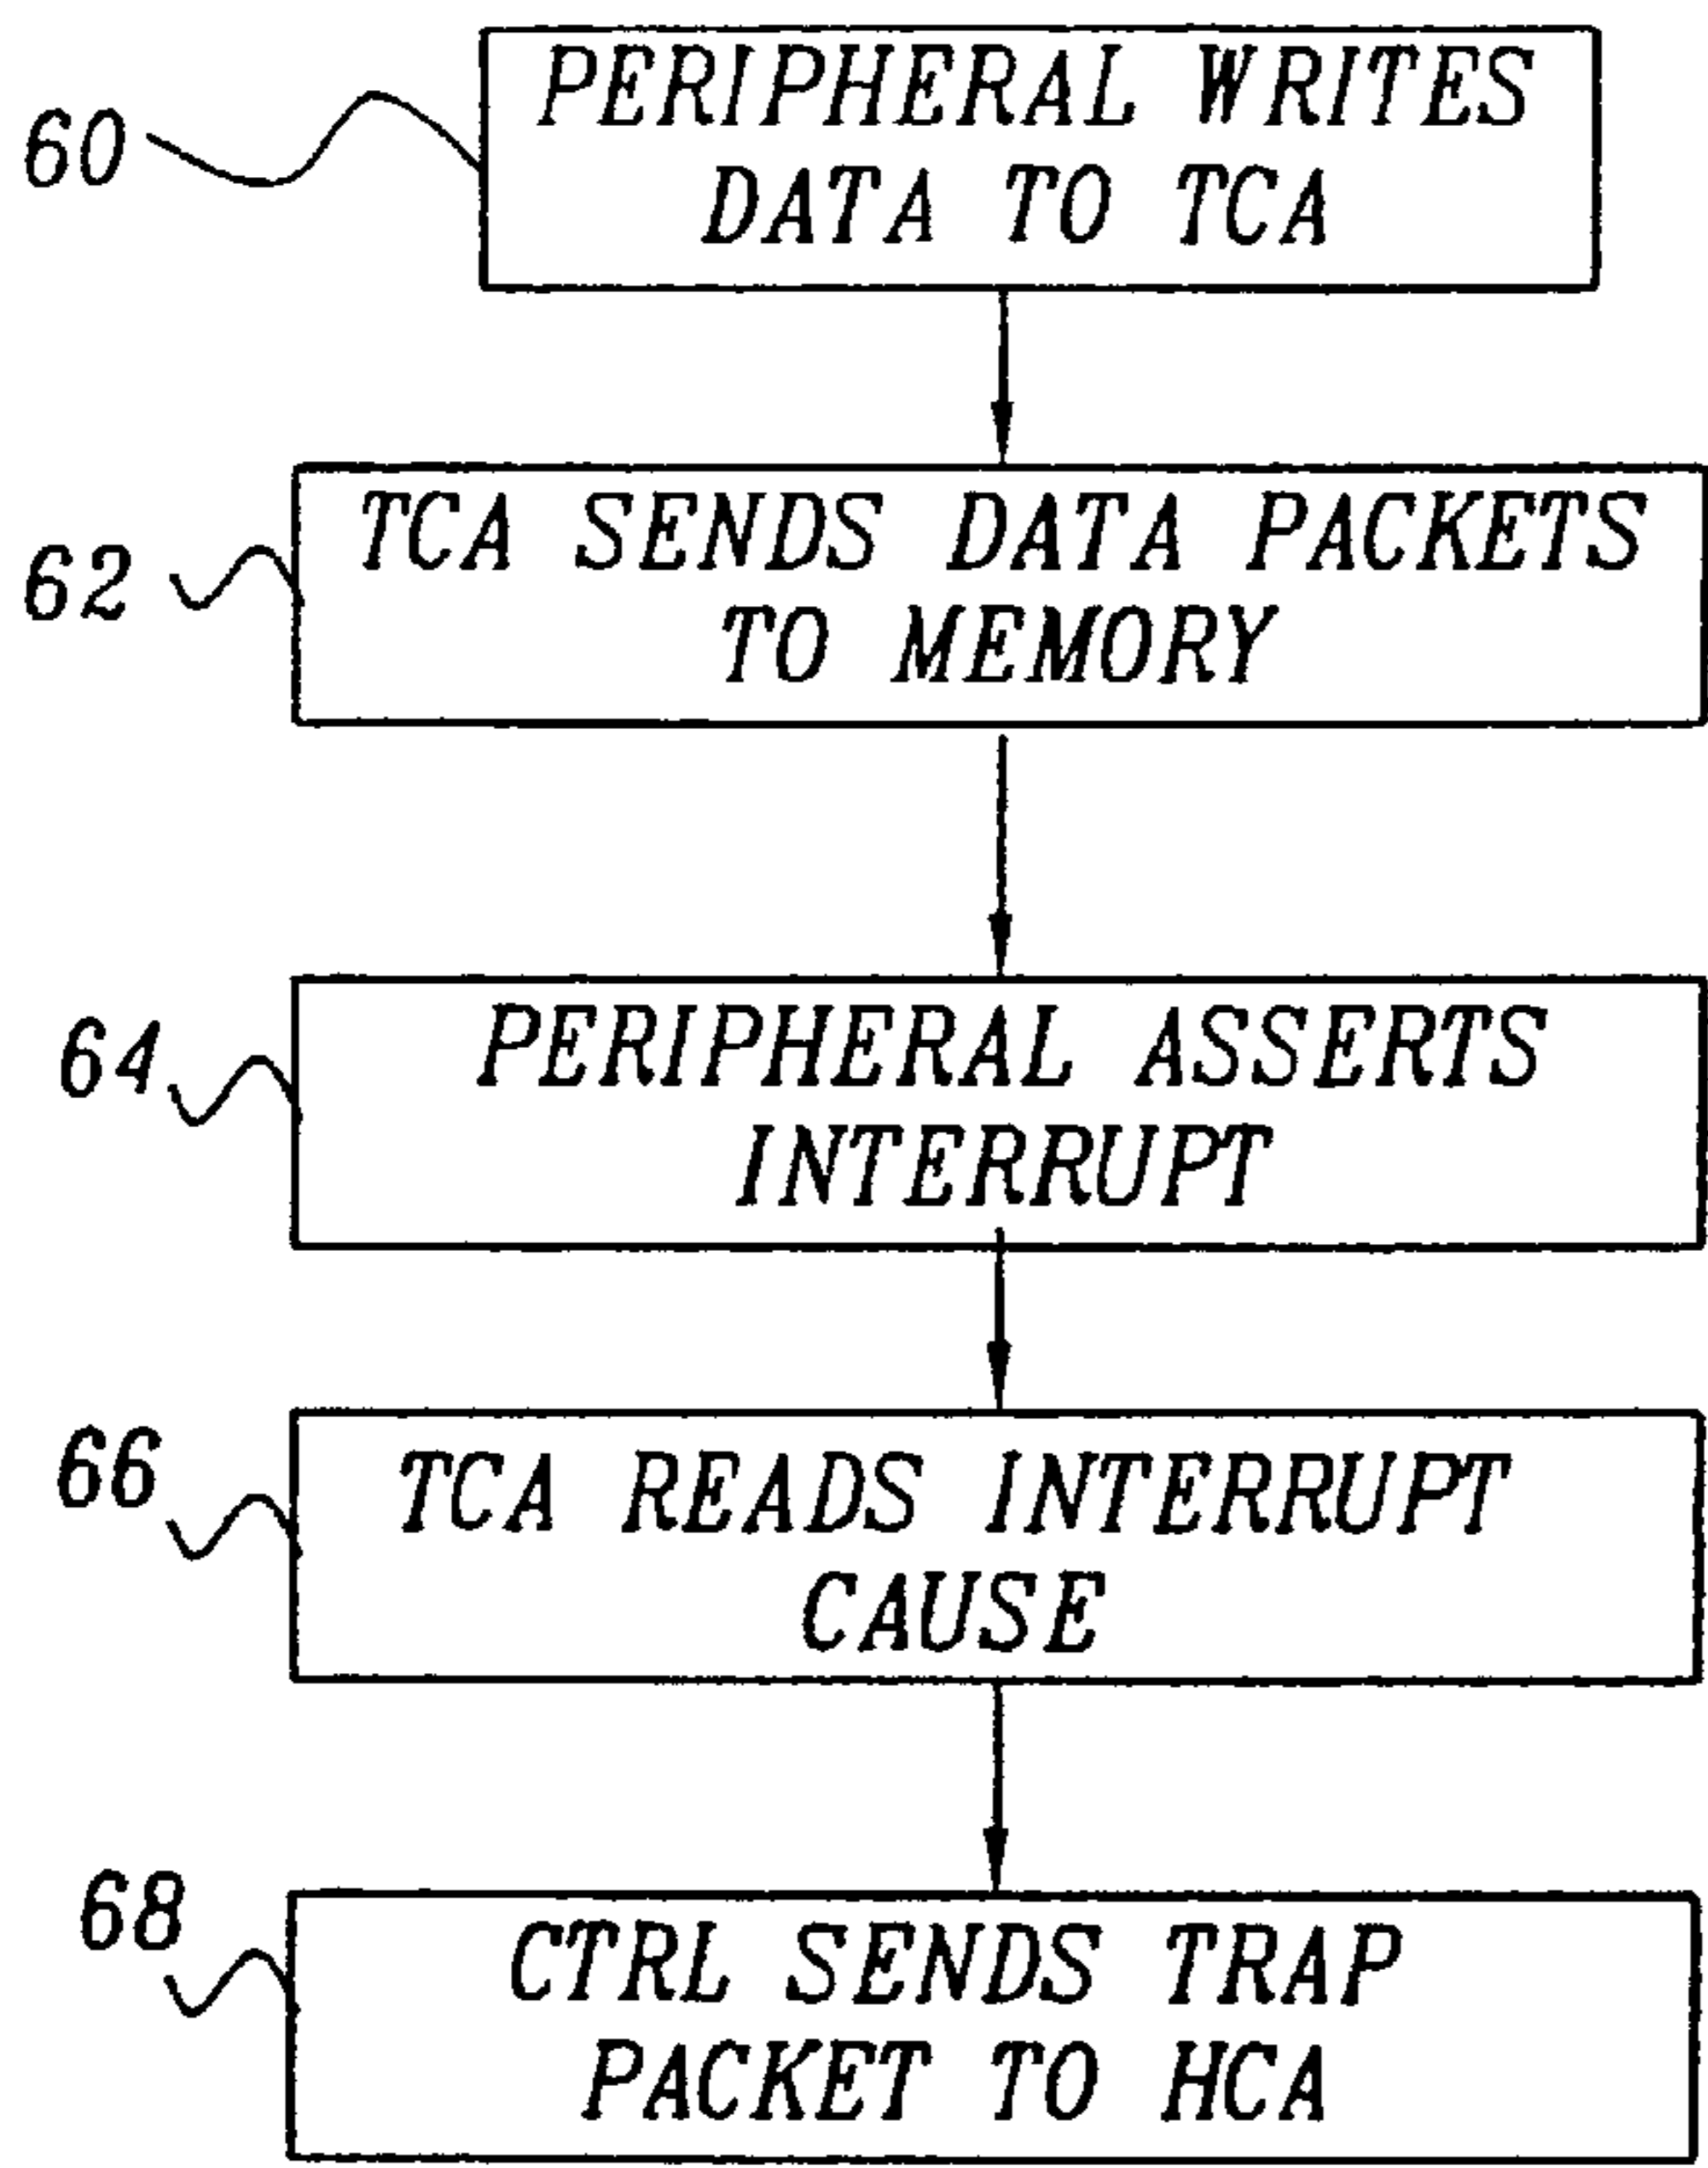 60
PERIPHERAL WRITES
DATA TO TCA
62
TCA SENDS DATA PACKETS
TO MEMORY
64
PERIPHERAL ASSERTS
INTERRUPT
66
TCA READS INTERRUPT
CAUSE
68
CTRL SENDS TRAP
PACKET TO HCA